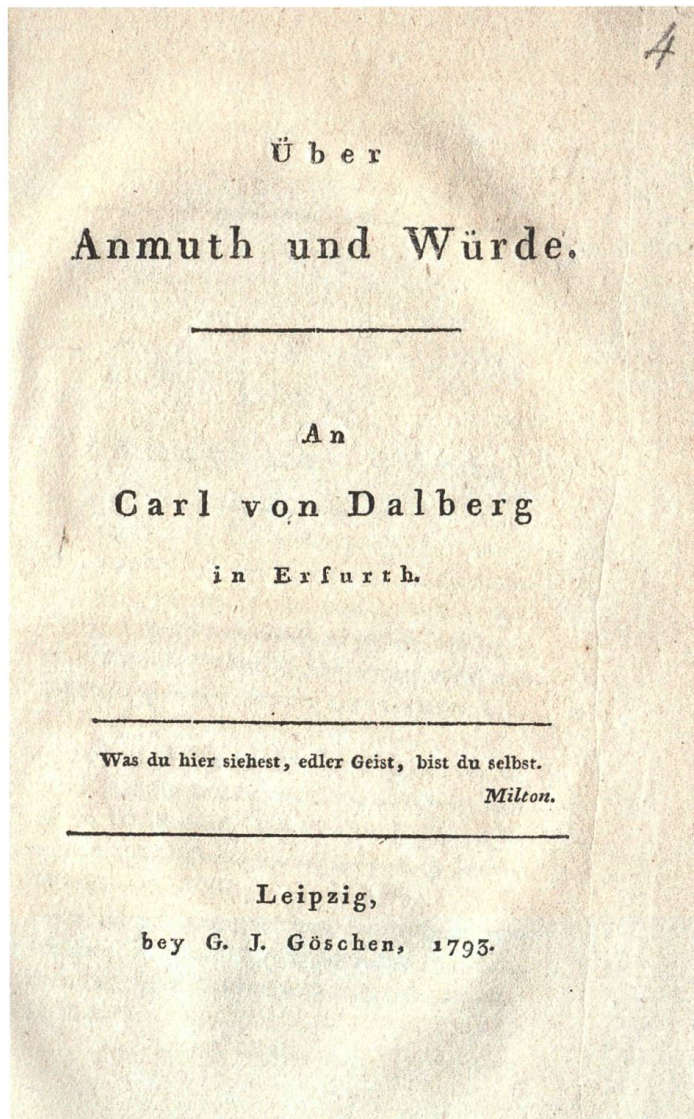 4
Über
Anmuth und Würde.
An
Carl von Dalberg
in Erfurth.
Was du hier siehest, edler Geist, bist du selbst.
Milton.
Leipzig,
bey G. J. Göschen, 1793.